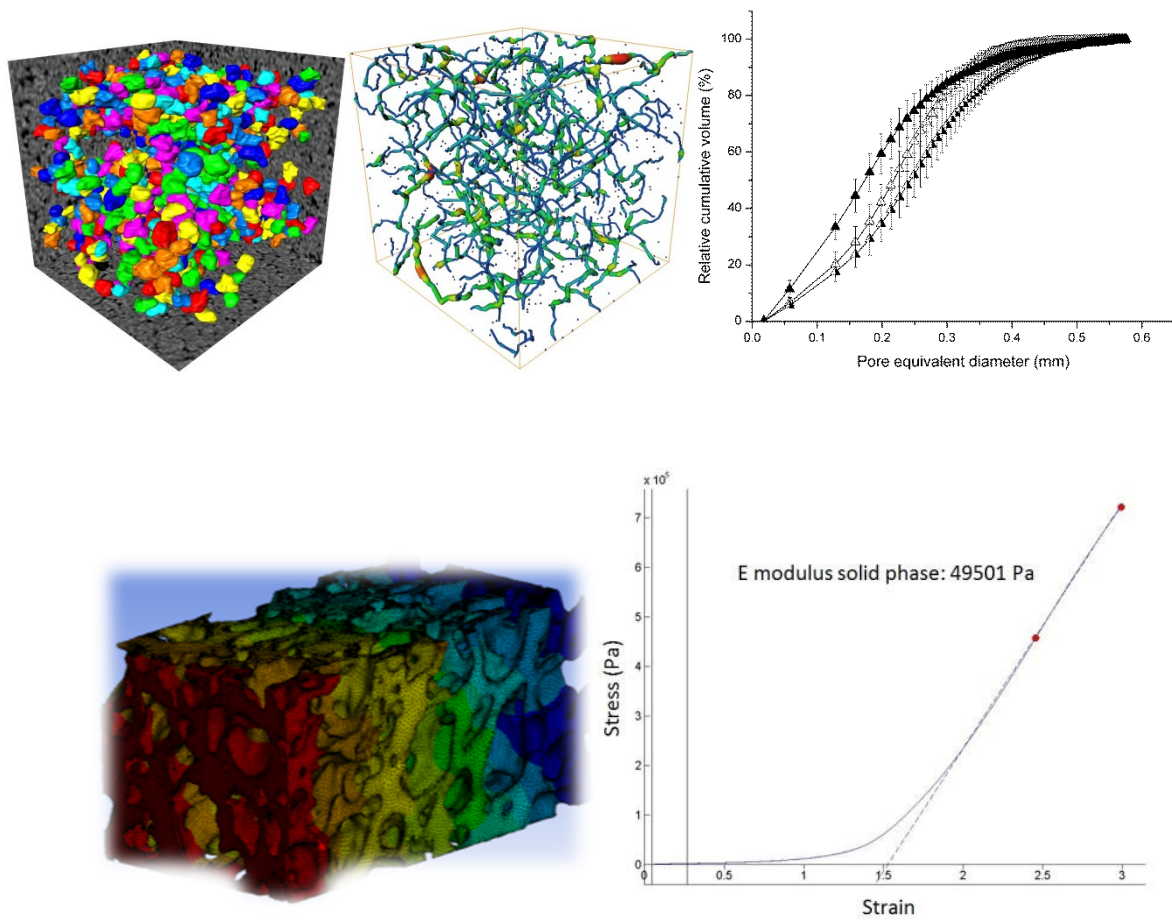 Relative cumulative volume (%)
100
80
60
40
20
0
0.0 0.1 0.2 0.3 0.4 0.5 0.6
Pore equivalent diameter (mm)
x 10⁵
7
6
5
4
3
2
1
0
E modulus solid phase: 49501 Pa
Stress (Pa)
0.5 1 1.5 2 2.5 3
Strain